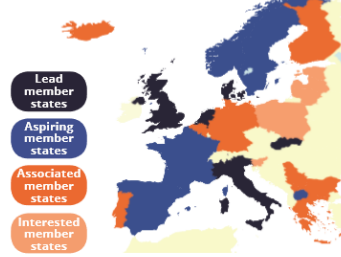 Lead
member
states
Aspiring
member
states
Associated
member
states
Interested
member
states